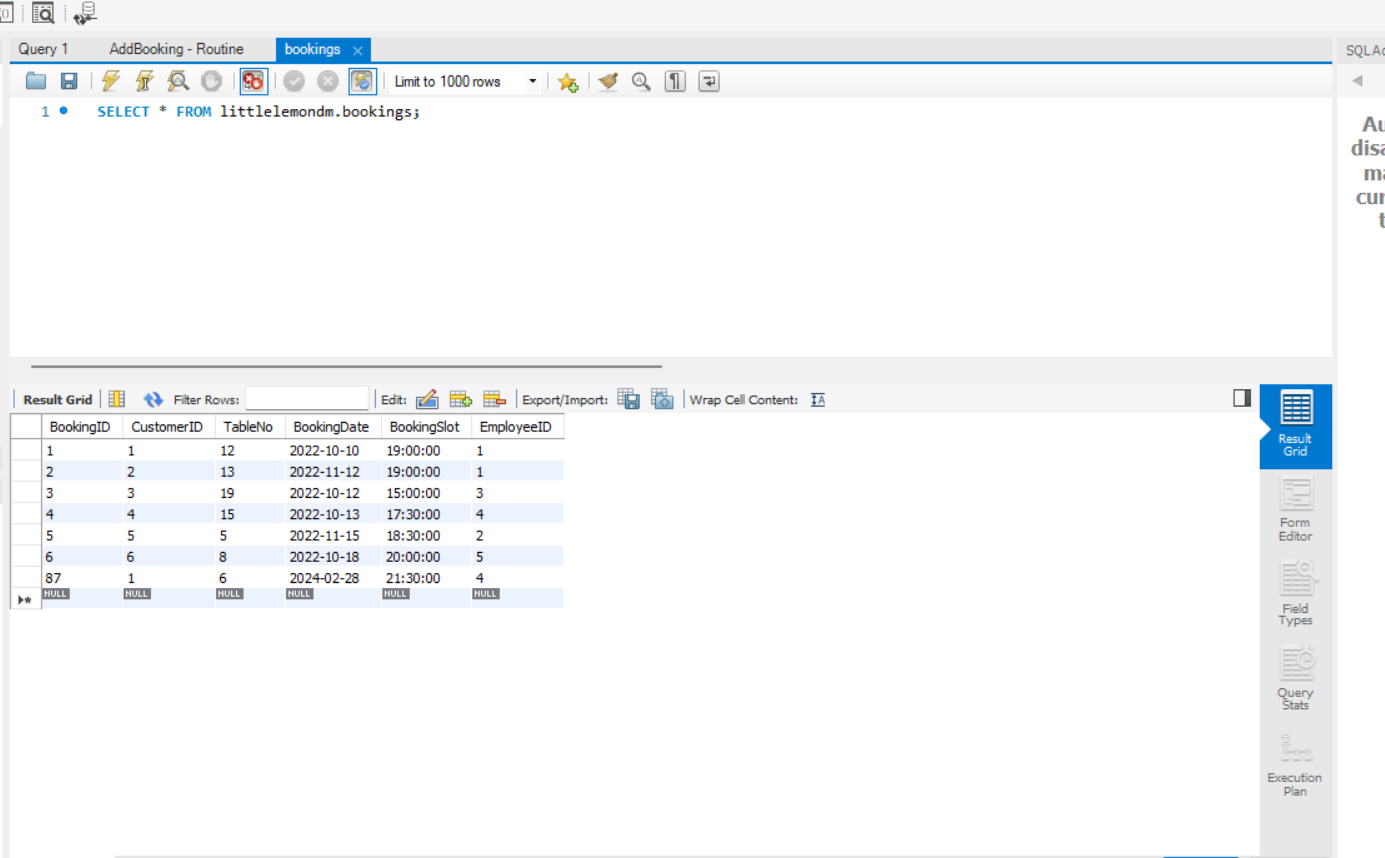 Query 1 AddBooking - Routine bookings SQL
Limit to 1000 rows
1 SELECT * FROM littlelemondm.bookings;
Result Grid Filter Rows: Edit: Export/Import: Wrap Cell Content:
BookingID CustomerID TableNo BookingDate BookingSlot EmployeeID
1 1 12 2022-10-10 19:00:00 1
2 2 13 2022-11-12 19:00:00 1
3 3 19 2022-10-12 15:00:00 3
4 4 15 2022-10-13 17:30:00 4
5 5 5 2022-11-15 18:30:00 2
6 6 8 2022-10-18 20:00:00 5
87 1 6 2024-02-28 21:30:00 4
NULL NULL NULL NULL NULL NULL
Result
Grid
Form
Editor
Field
Types
Query
Stats
Execution
Plan